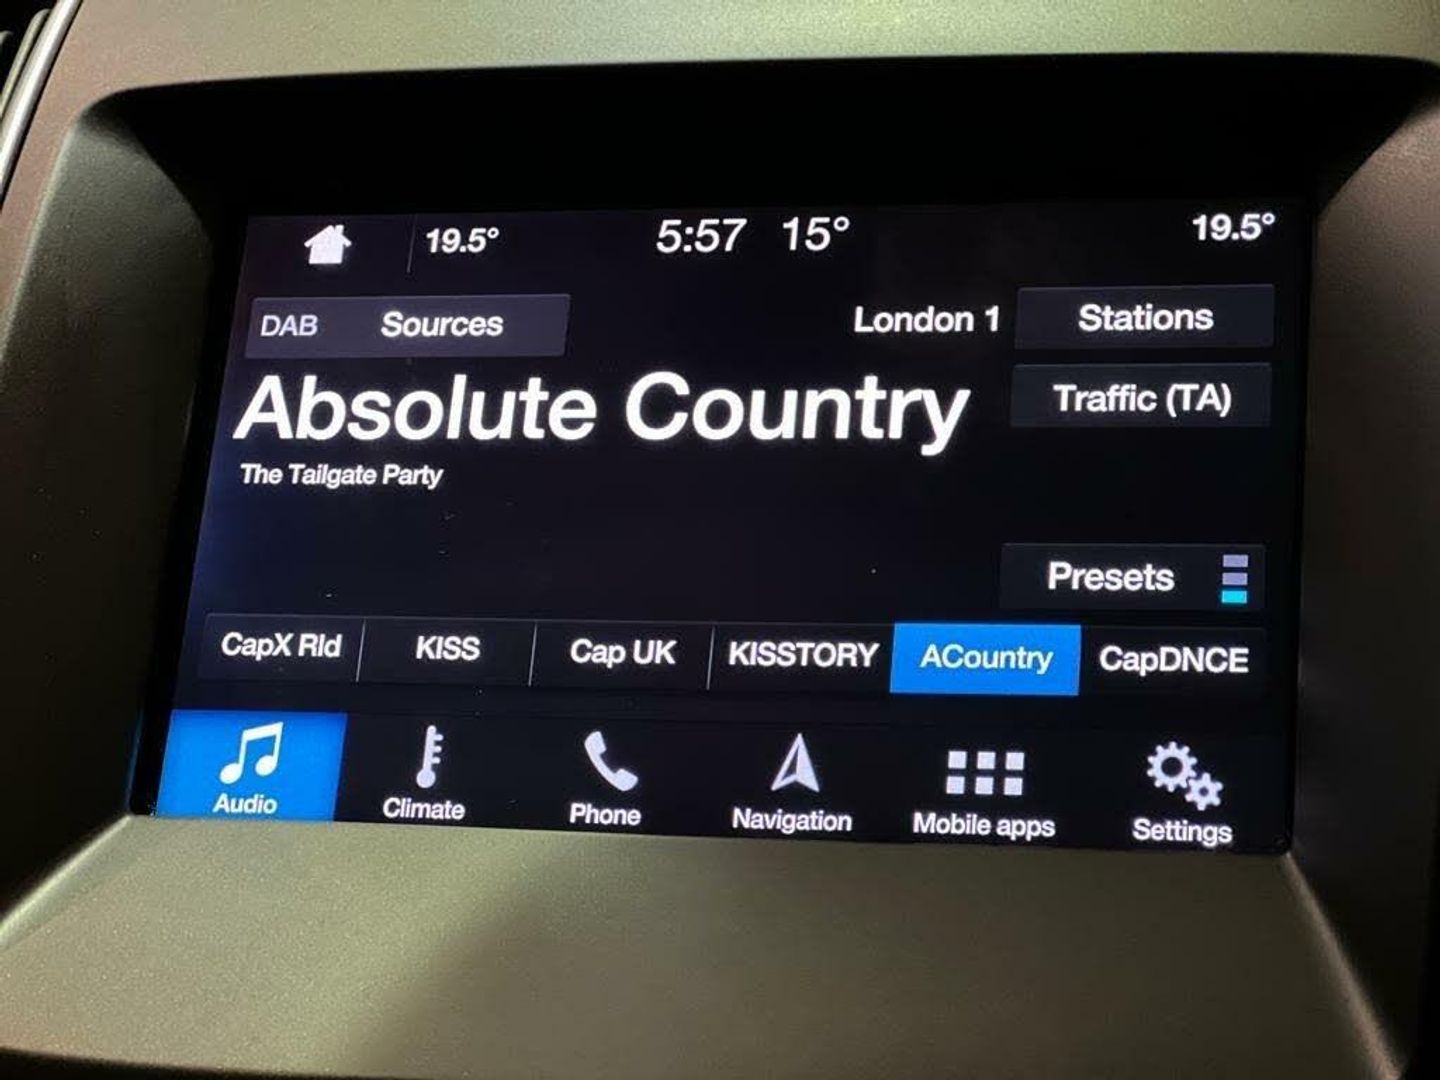 19.5° 5:57 15° 19.5°
DAB Sources London 1 Stations
Absolute Country Traffic (TA)
The Tailgate Party
Presets
CapX Rld KISS Cap UK KISSTORY ACountry CapDNCE
Audio Climate Phone Navigation Mobile apps Settings